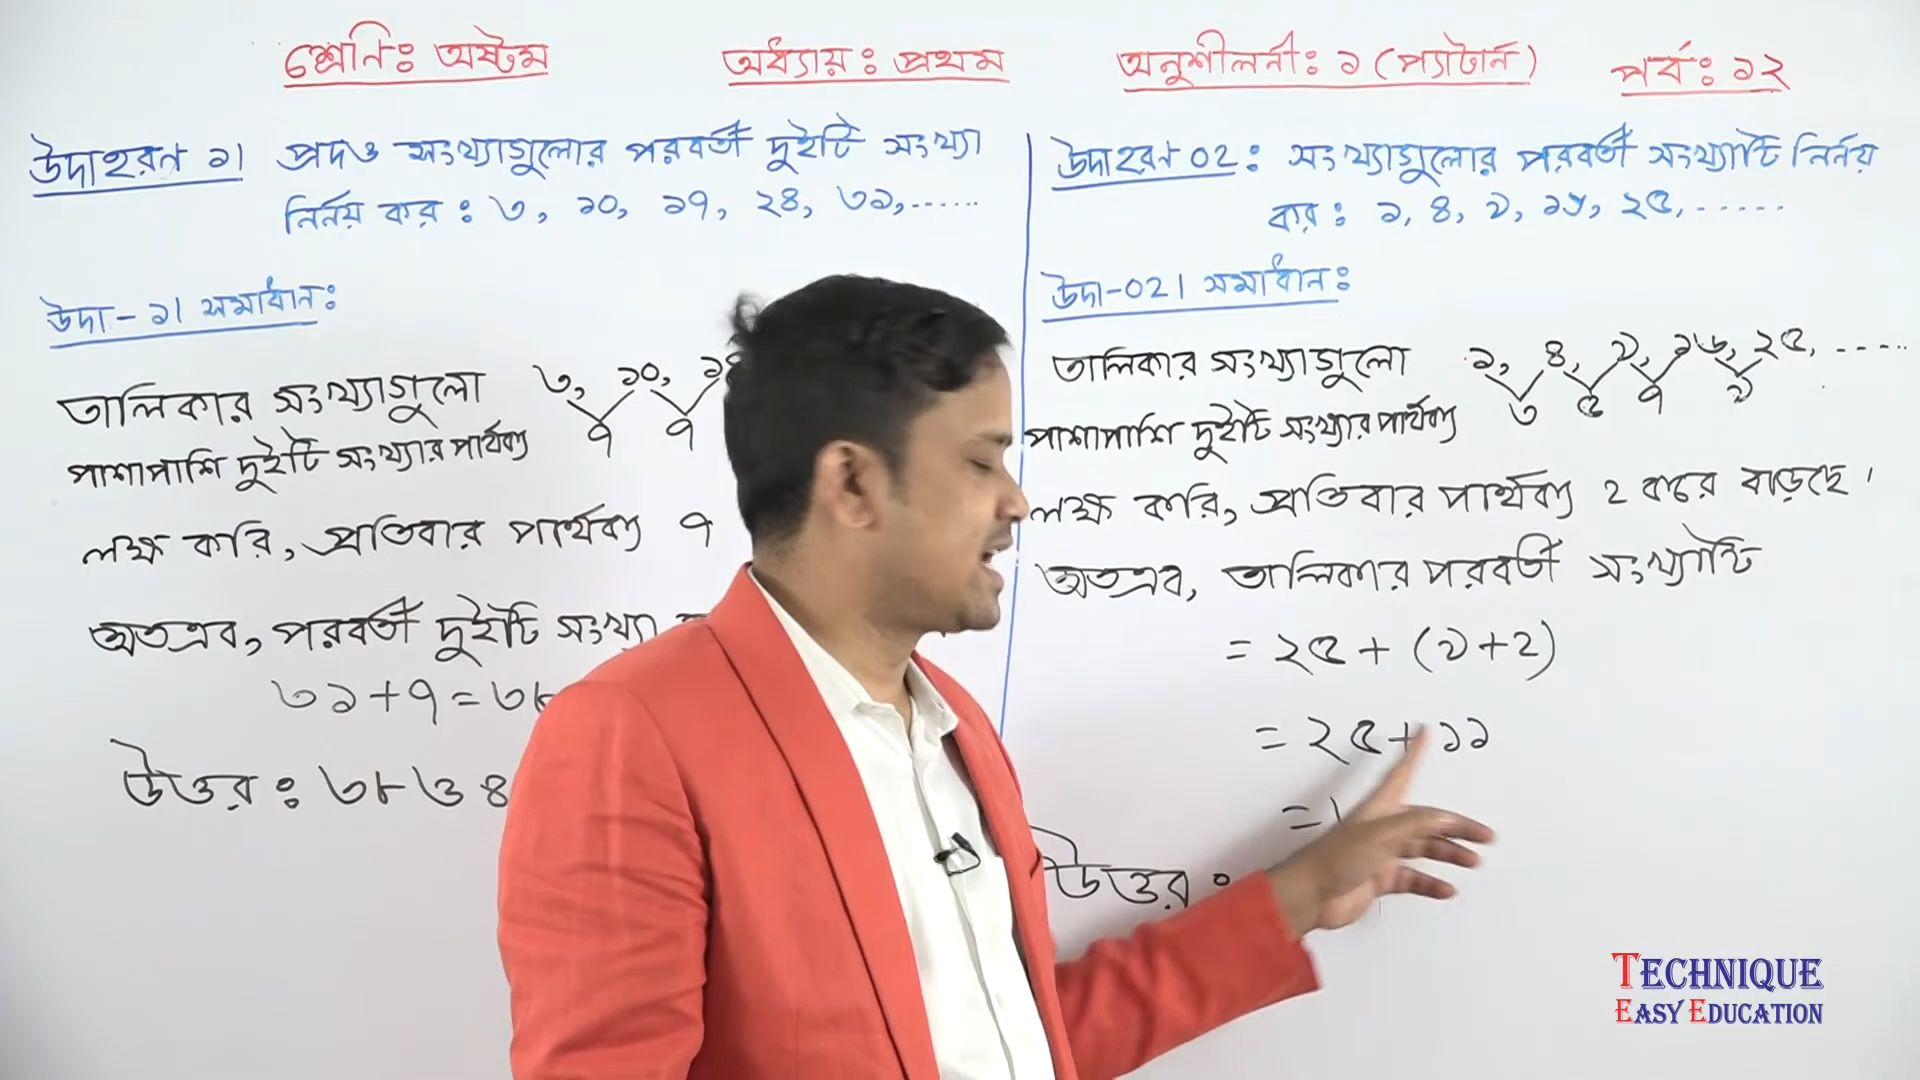 শ্রেণিঃ অষ্টম অধ্যায়ঃ প্রথম অনুশীলনীঃ ১ (প্যাটার্ন) পর্বঃ ১২
উদাহরণ ১। প্রদত্ত সংখ্যাগুলোর পরবর্তী দুইটি সংখ্যা
নির্নয় করঃ ৩, ১০, ১৭, ২৪, ৩১,......
উদা-১। সমাধানঃ
তালিকার সংখ্যাগুলো ৩, ১০,
পাশাপাশি দুইটি সংখ্যার পার্থক্য ৭ ৭
লক্ষ করি, প্রতিবার পার্থক্য ৭
অতএব, পরবর্তী দুইটি সংখ্যা
৩১+৭=৩৮
উত্তরঃ ৩৮ ও ৪
উদাহরণ 02ঃ সংখ্যাগুলোর পরবর্তী সংখ্যাটি নির্নয়
করঃ ১, ৪, ৯, ১৬, ২৫,......
উদা-02। সমাধানঃ
তালিকার সংখ্যাগুলো ১, ৪, ৯, ১৬, ২৫, .....
পাশাপাশি দুইটি সংখ্যার পার্থক্য ৩ ৫ ৭ ৯
লক্ষ করি, প্রতিবার পার্থক্য 2 করে বাড়ছে।
অতএব, তালিকার পরবর্তী সংখ্যাটি
= ২৫ + (৯+2)
= ২৫+১১
=
উত্তরঃ
TECHNIQUE
EASY EDUCATION